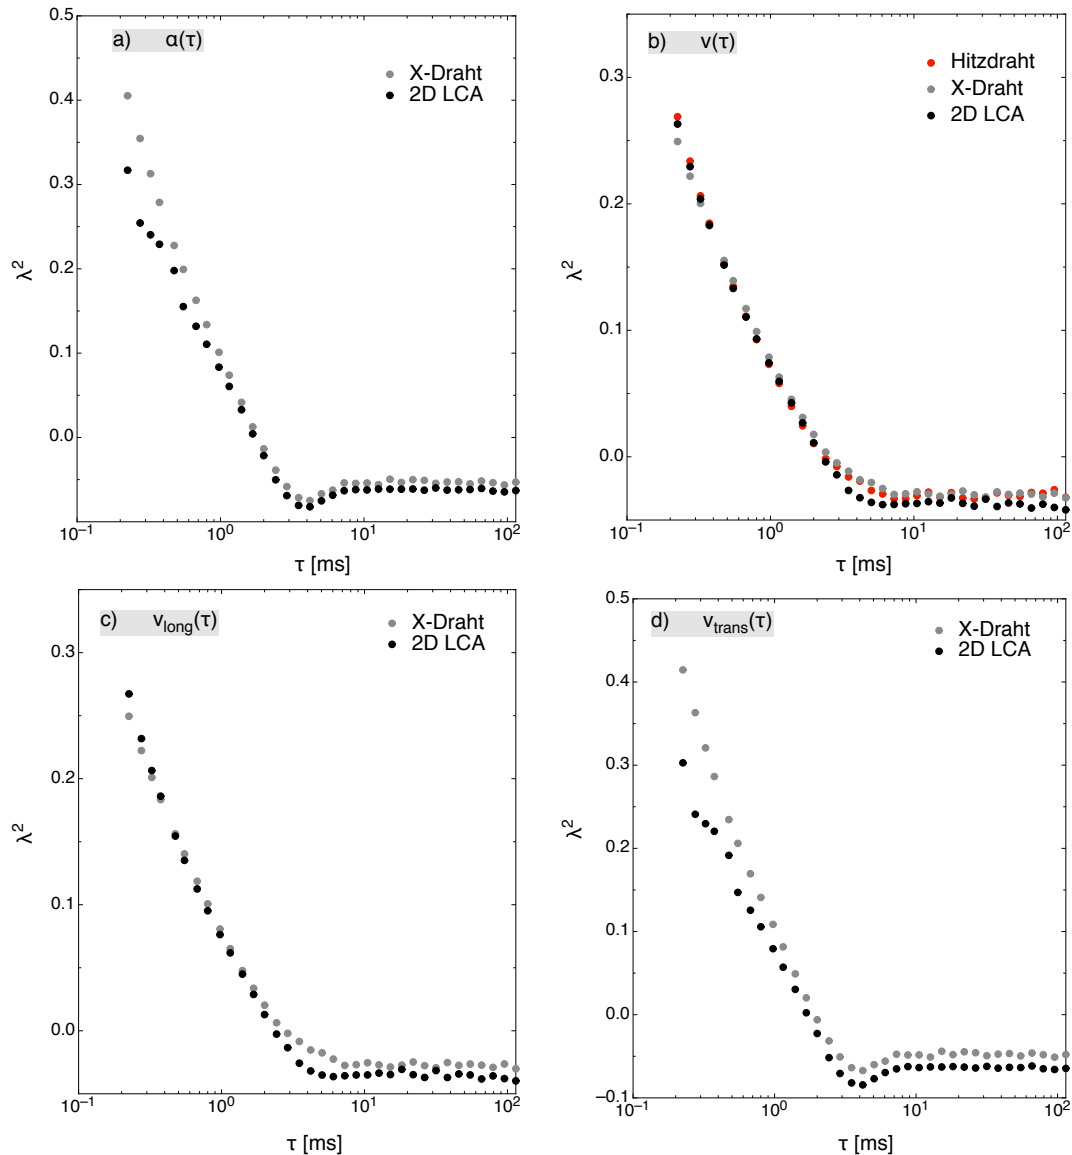 a) α(τ)
X-Draht
2D LCA
0.5
0.4
0.3
0.2
0.1
0.0
λ²
10⁻¹ 10⁰ 10¹ 10²
τ [ms]
b) v(τ)
Hitzdraht
X-Draht
2D LCA
0.3
0.2
0.1
0.0
λ²
10⁻¹ 10⁰ 10¹ 10²
τ [ms]
c) v_long(τ)
X-Draht
2D LCA
0.3
0.2
0.1
0.0
λ²
10⁻¹ 10⁰ 10¹ 10²
τ [ms]
d) v_trans(τ)
X-Draht
2D LCA
0.5
0.4
0.3
0.2
0.1
0.0
−0.1
λ²
10⁻¹ 10⁰ 10¹ 10²
τ [ms]